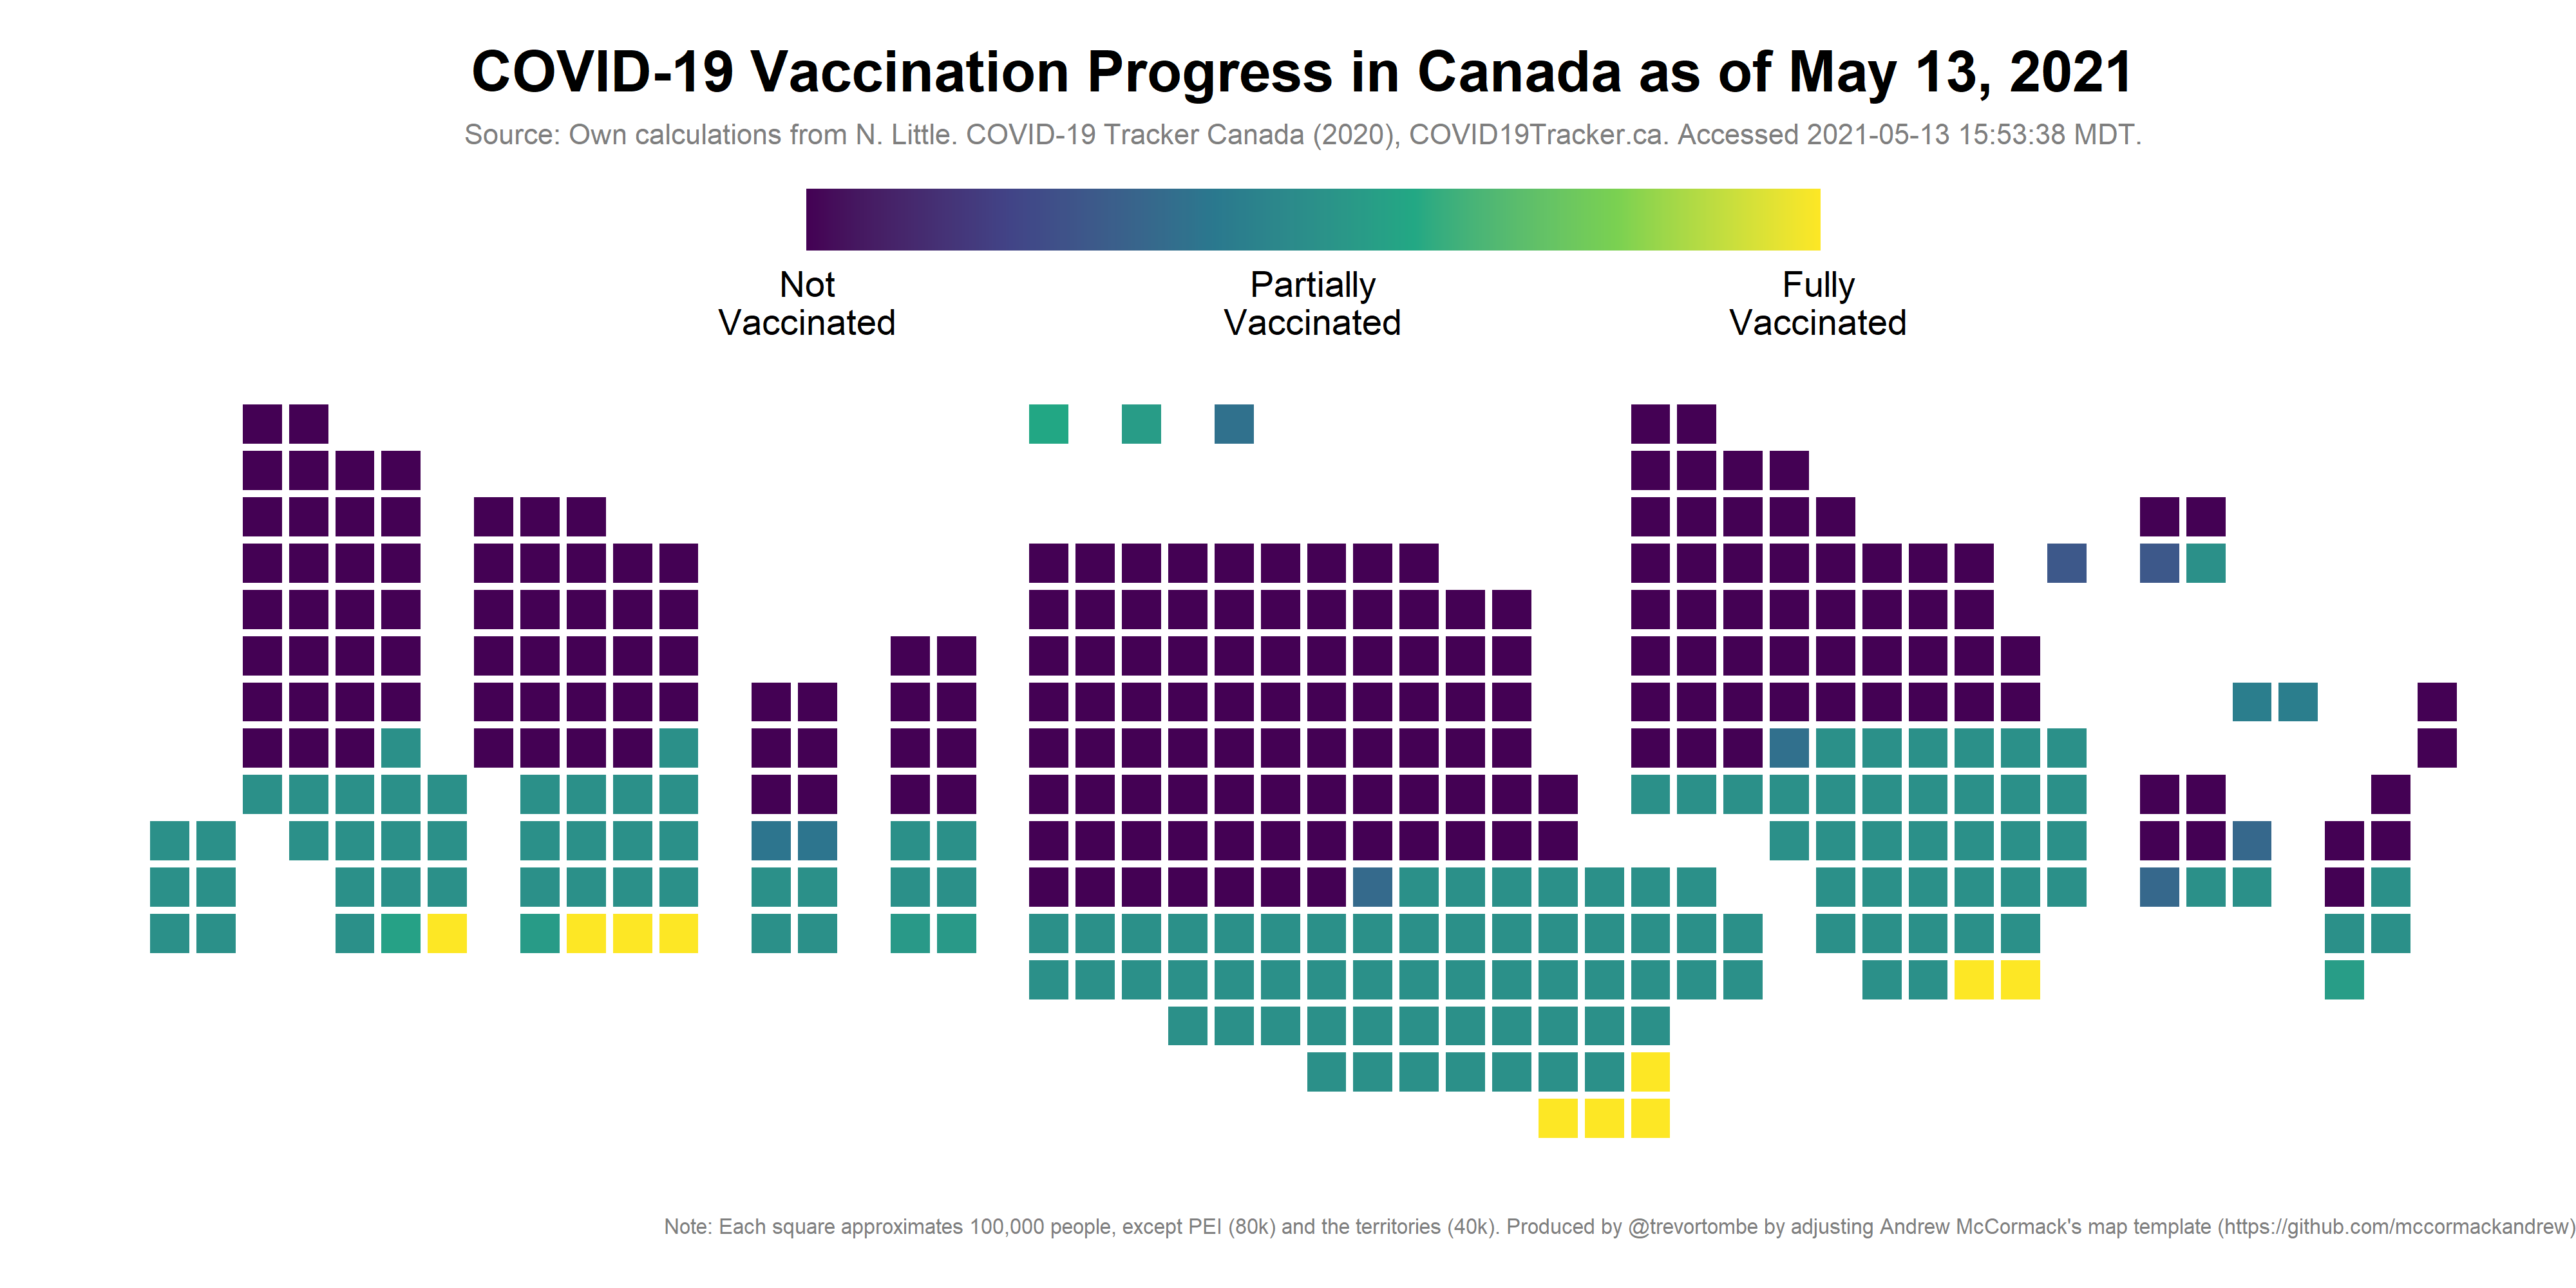 COVID-19 Vaccination Progress in Canada as of May 13, 2021
Source: Own calculations from N. Little. COVID-19 Tracker Canada (2020), COVID19Tracker.ca. Accessed 2021-05-13 15:53:38 MDT.
Not Vaccinated
Partially Vaccinated
Fully Vaccinated
Note: Each square approximates 100,000 people, except PEI (80k) and the territories (40k). Produced by @trevortombe by adjusting Andrew McCormack's map template (https://github.com/mccormackandrew)